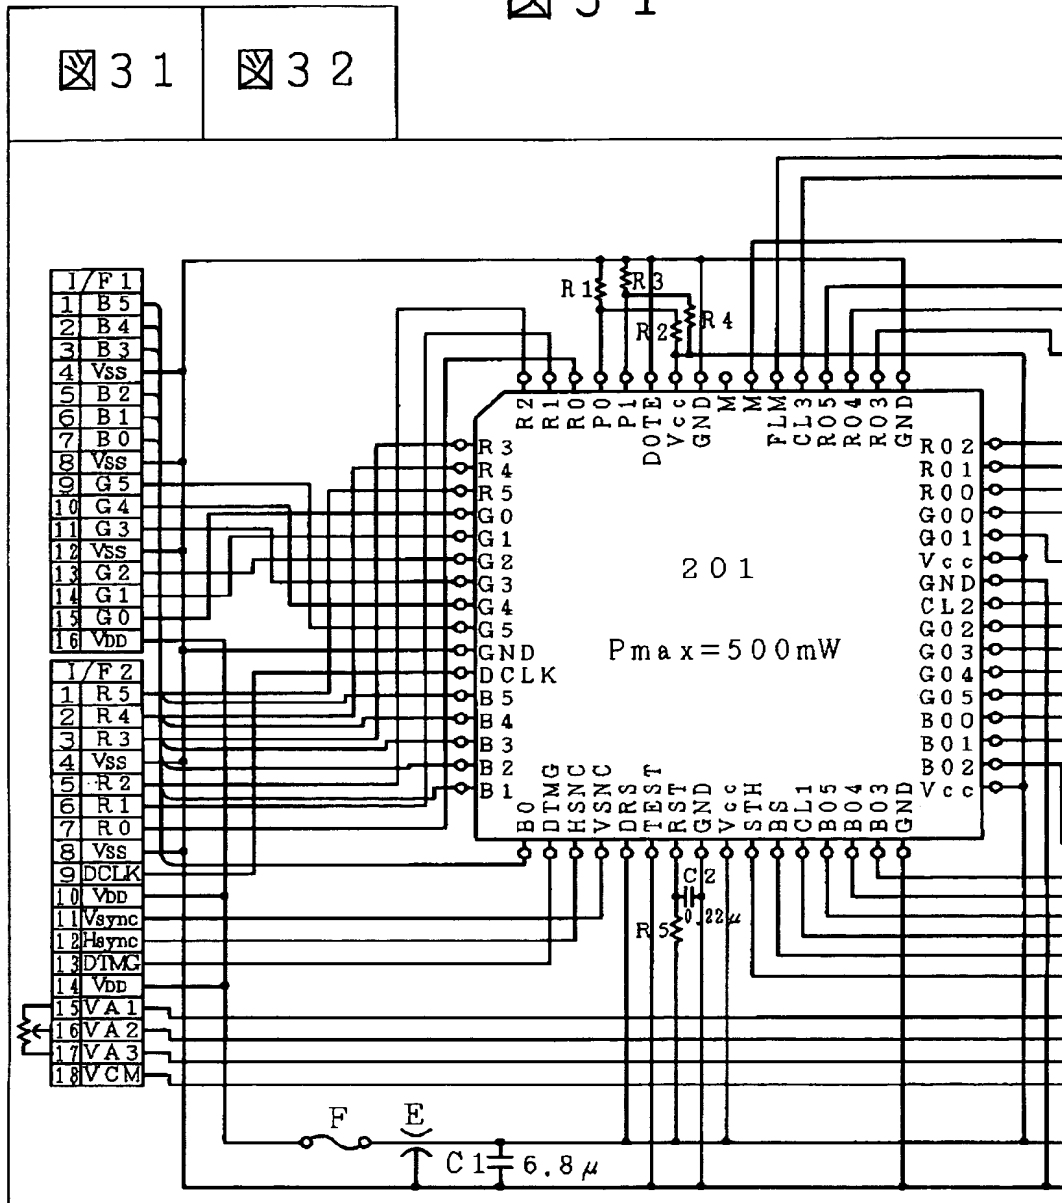 図31
図31 図32
I/F1
1 B5
2 B4
3 B3
4 VSS
5 B2
6 B1
7 B0
8 VSS
9 G5
10 G4
11 G3
12 VSS
13 G2
14 G1
15 G0
16 VDD
I/F2
1 R5
2 R4
3 R3
4 VSS
5 R2
6 R1
7 R0
8 VSS
9 DCLK
10 VDD
11 Vsync
12 Hsync
13 DTMG
14 VDD
15 VA1
16 VA2
17 VA3
18 VCM
R1
R3
R2
R4
R2
R1
R0
P0
P1
DOTE
Vcc
GND
M
M
FLM
CL3
R05
R04
R03
GND
R3
R4
R5
G0
G1
G2
G3
G4
G5
GND
DCLK
B5
B4
B3
B2
B1
201
Pmax=500mW
R02
R01
R00
G00
G01
Vcc
GND
CL2
G02
G03
G04
G05
B00
B01
B02
Vcc
B0
DTMG
HSNC
VSNC
DRS
TEST
RST
GND
Vcc
STH
BS
CL1
B05
B04
B03
GND
C2
0.22μ
R5
F
E
C1
6.8μ